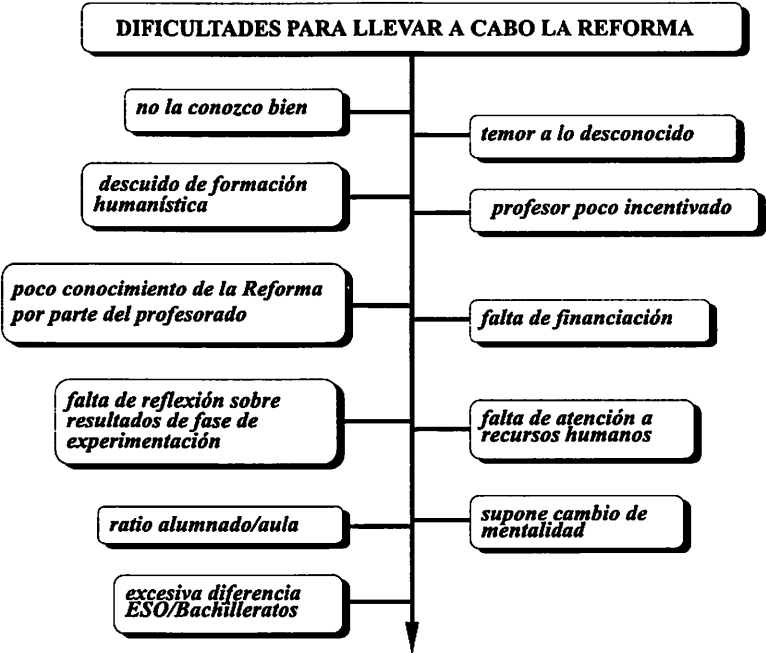 DIFICULTADES PARA LLEVAR A CABO LA REFORMA
no la conozco bien
temor a lo desconocido
descuido de formación
humanística
profesor poco incentivado
poco conocimiento de la Reforma
por parte del profesorado
falta de financiación
falta de reflexión sobre
resultados de fase de
experimentación
falta de atención a
recursos humanos
ratio alumnado/aula
supone cambio de
mentalidad
excesiva diferencia
ESO/Bachilleratos